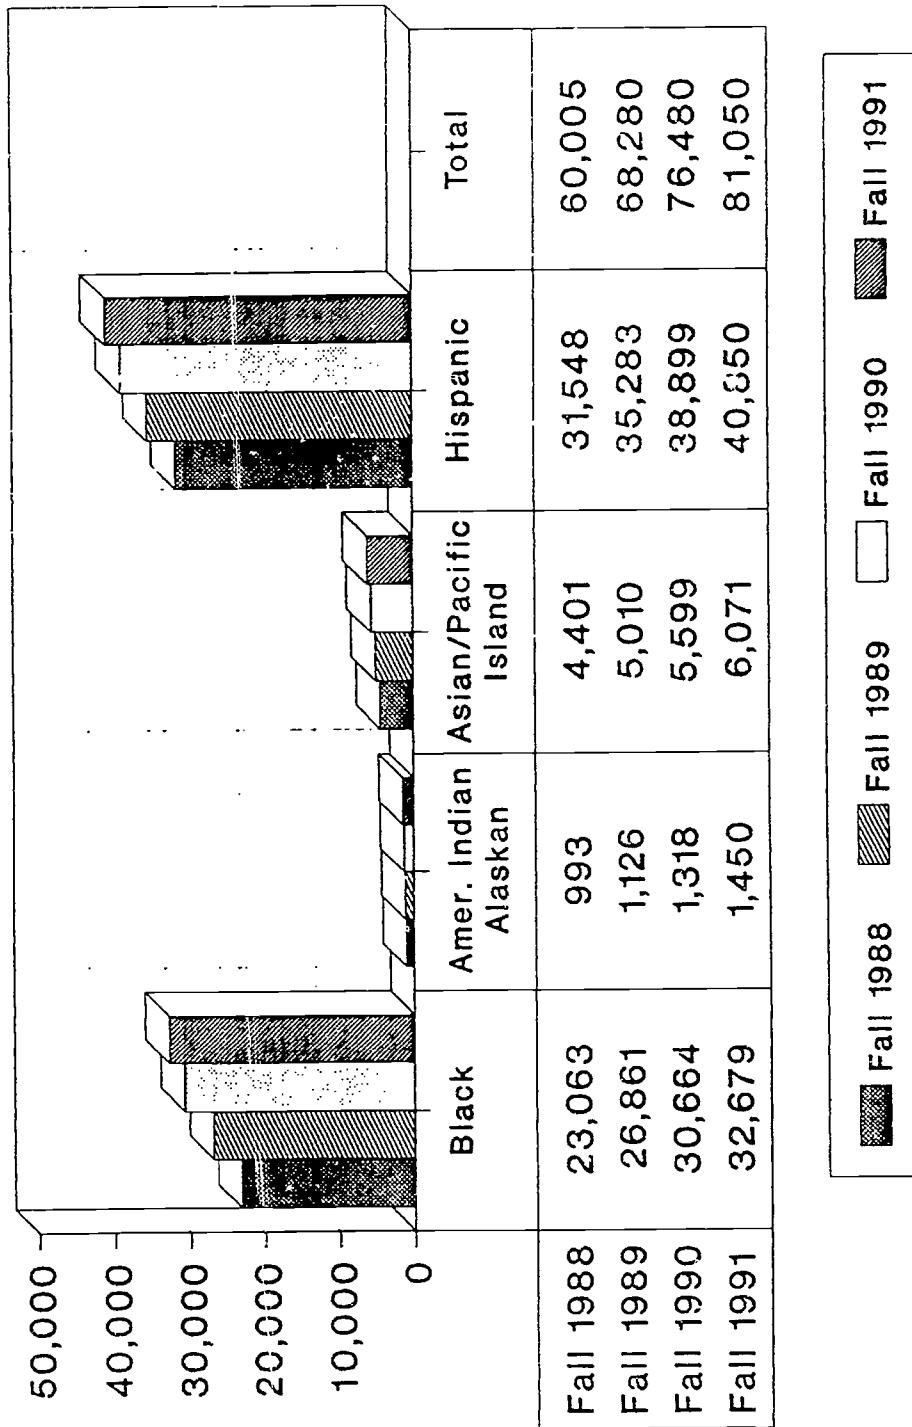 50,000
40,000
30,000
20,000
10,000
0
Black Amer. Indian Asian/Pacific Hispanic Total
Alaskan Island
Fall 1988 23,063 993 4,401 31,548 60,005
Fall 1989 26,861 1,126 5,010 35,283 68,280
Fall 1990 30,664 1,318 5,599 38,899 76,480
Fall 1991 32,679 1,450 6,071 40,850 81,050
Fall 1988 Fall 1989 Fall 1990 Fall 1991